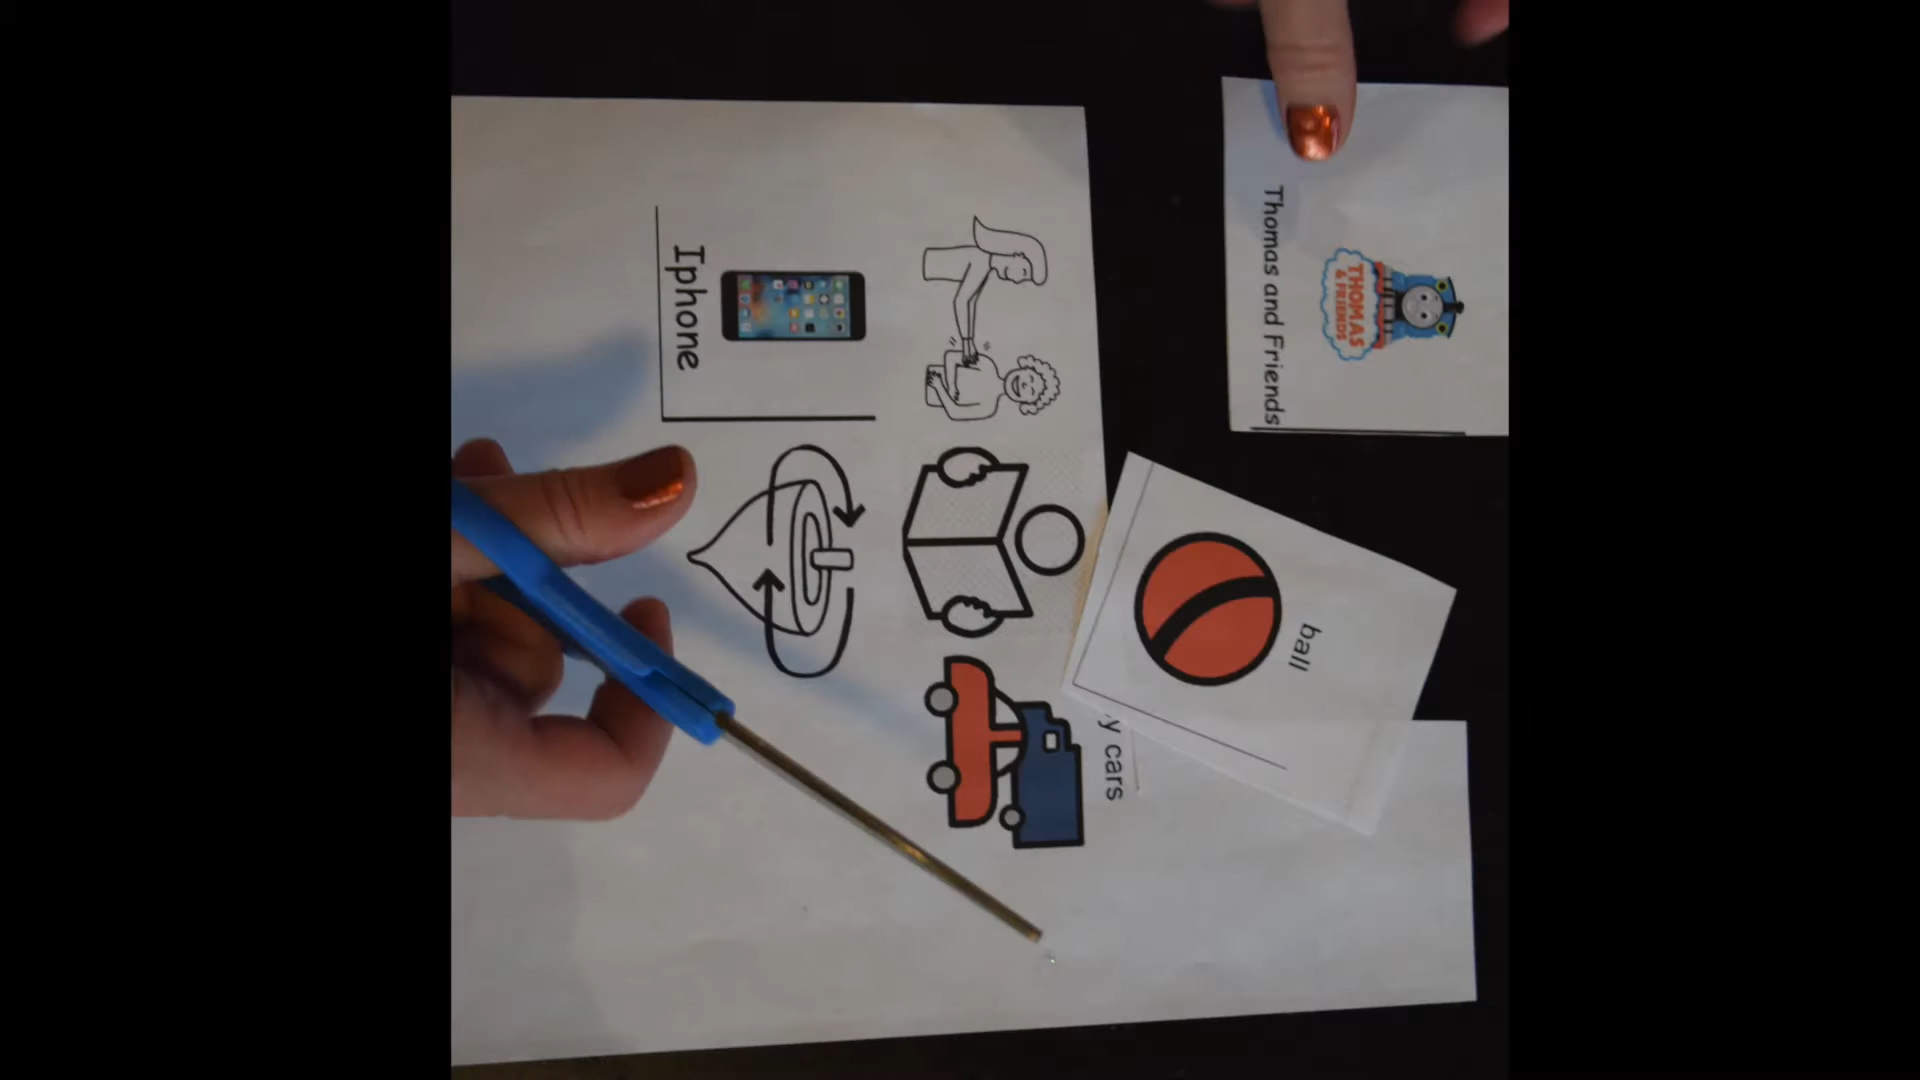 Thomas and Friends
THOMAS
& FRIENDS
Iphone
ball
y cars